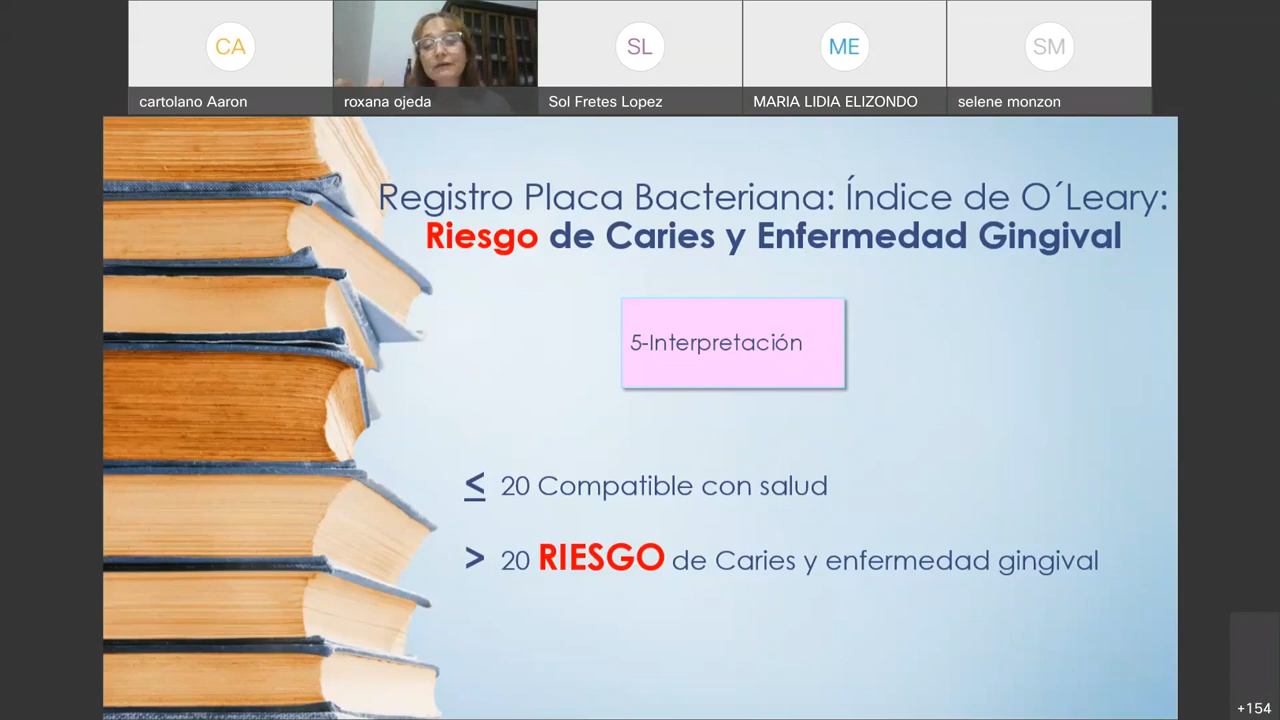 CA
SL
ME
SM
cartolano Aaron
roxana ojeda
Sol Fretes Lopez
MARIA LIDIA ELIZONDO
selene monzon
Registro Placa Bacteriana: Índice de O´Leary:
Riesgo de Caries y Enfermedad Gingival
5-Interpretación
≤ 20 Compatible con salud
> 20 RIESGO de Caries y enfermedad gingival
+154